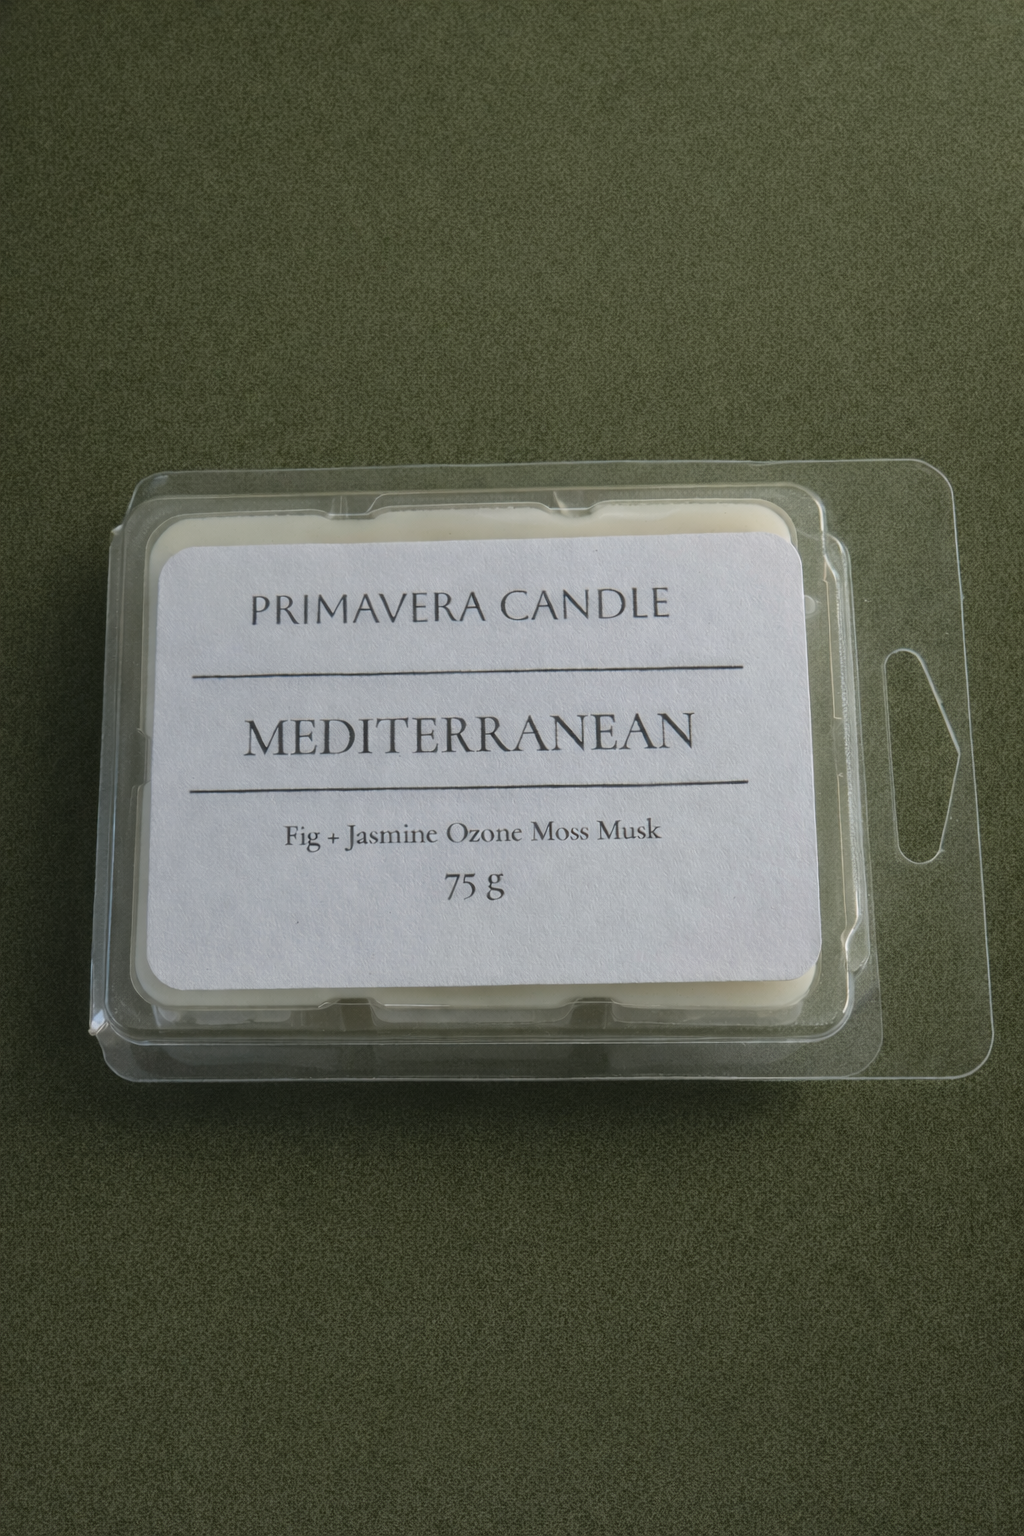 PRIMAVERA CANDLE
MEDITERRANEAN
Fig + Jasmine Ozone Moss Musk
75 g